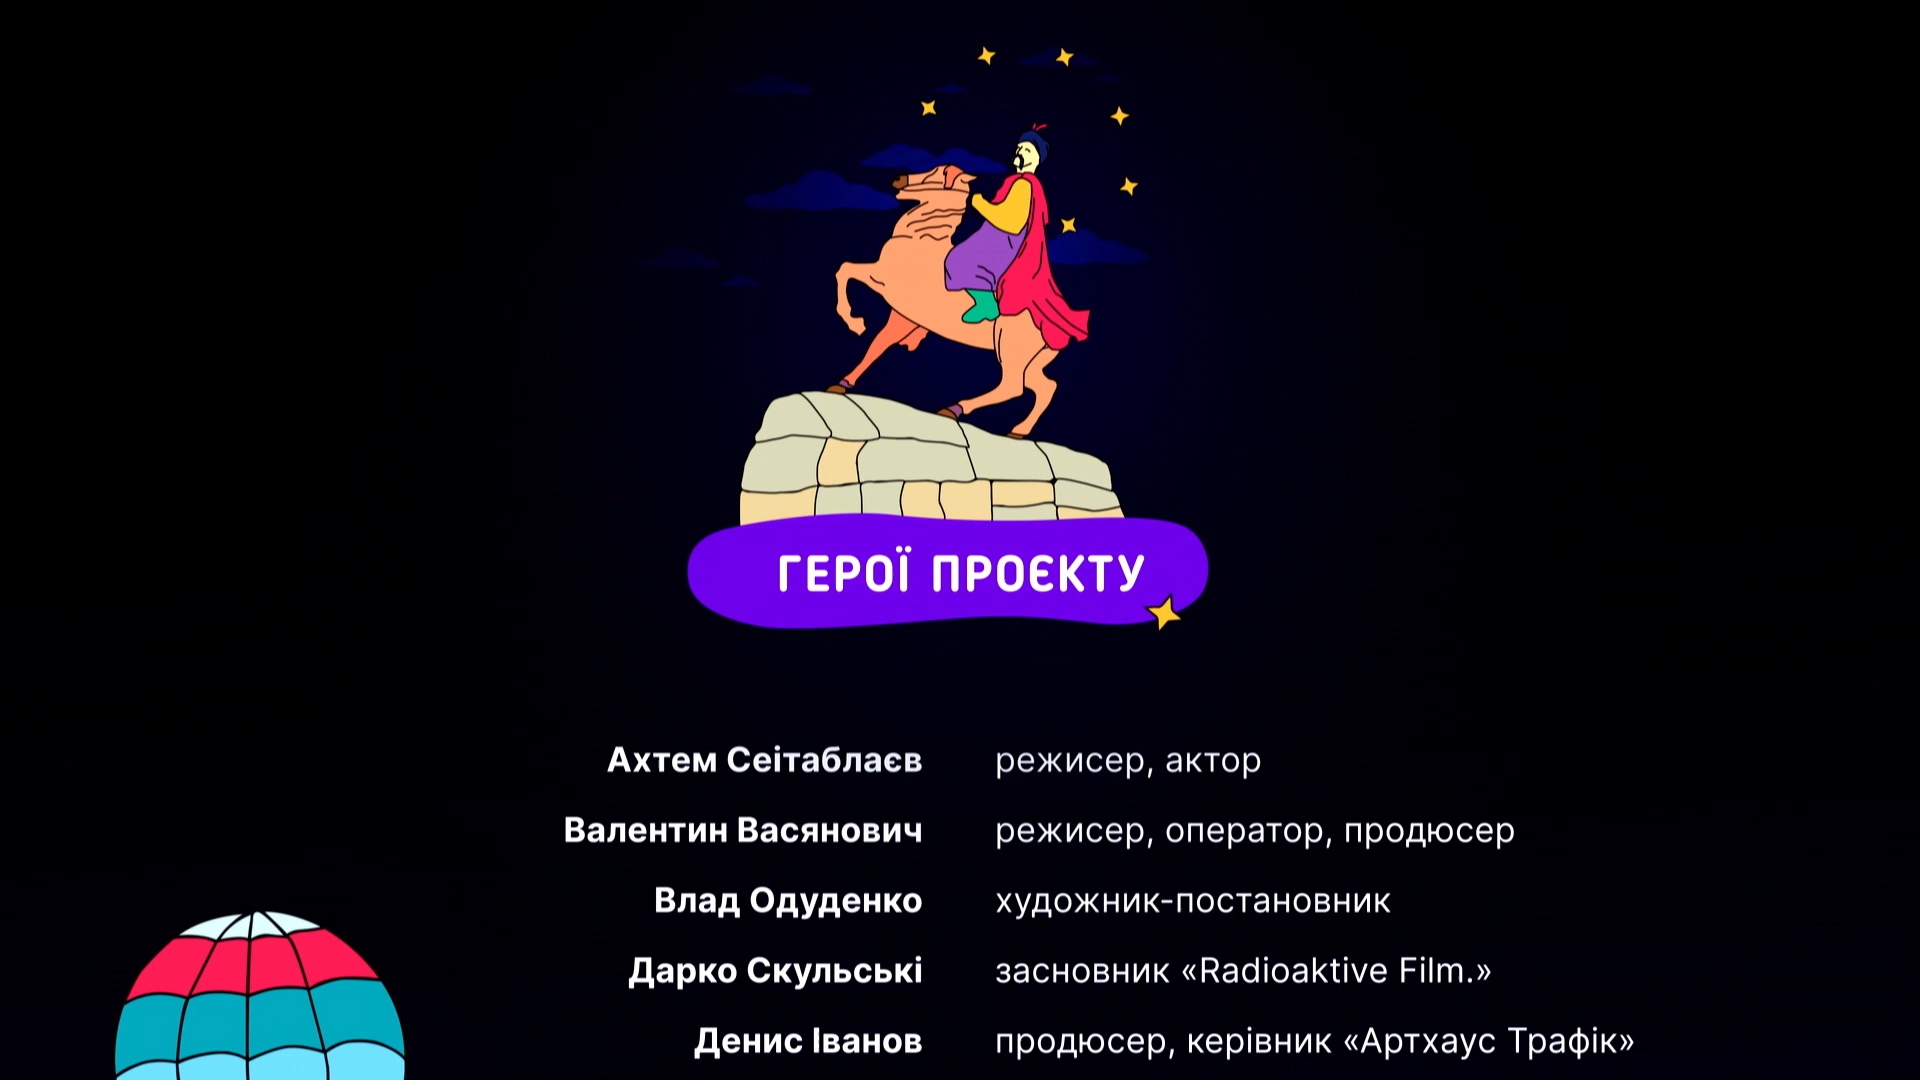 ГЕРОЇ ПРОЄКТУ
Ахтем Сеітаблаєв режисер, актор
Валентин Васянович режисер, оператор, продюсер
Влад Одуденко художник-постановник
Дарко Скульські засновник «Radioaktive Film.»
Денис Іванов продюсер, керівник «Артхаус Трафік»